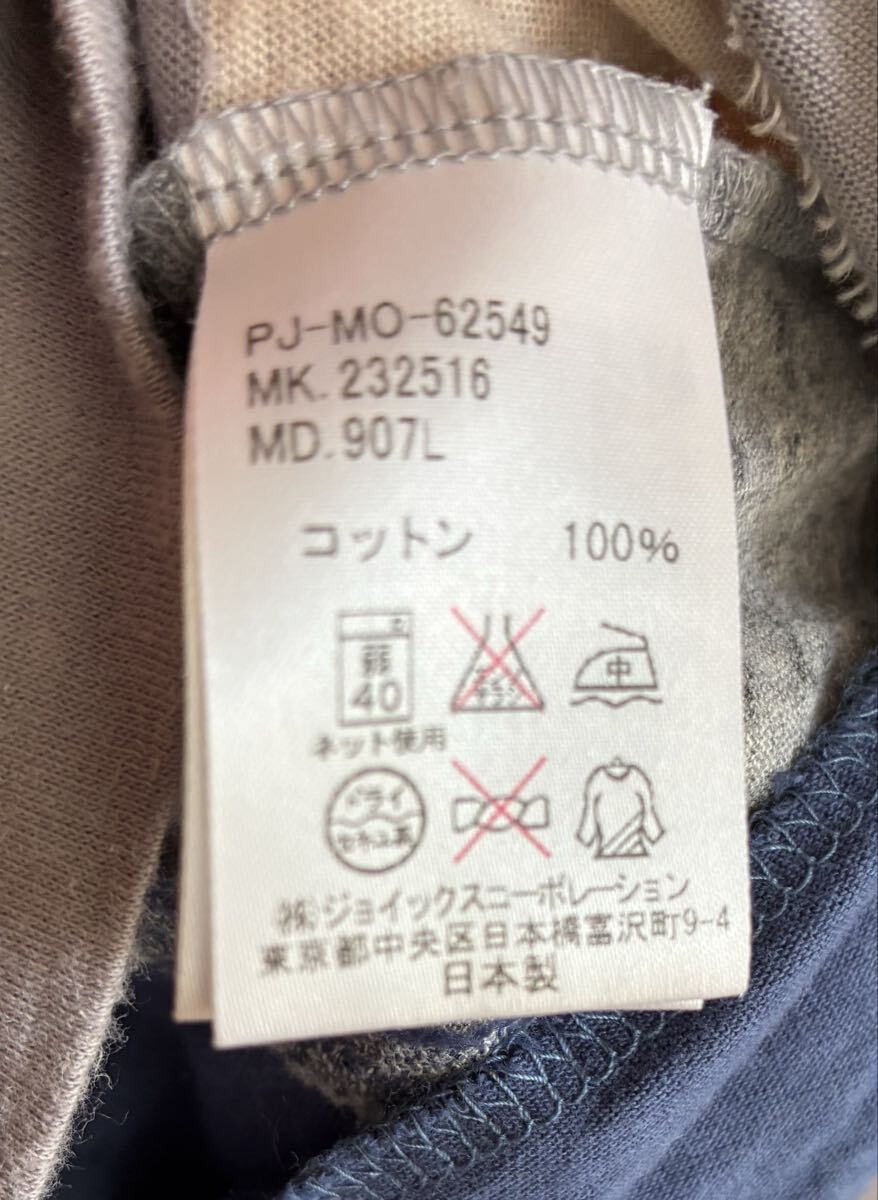 PJ-MO-62549
MK.232516
MD.907L
コットン 100%
弱 中
40
ネット使用
ドライ
セキユ系
㈱ジョイックスコーポレーション
東京都中央区日本橋富沢町9-4
日本製